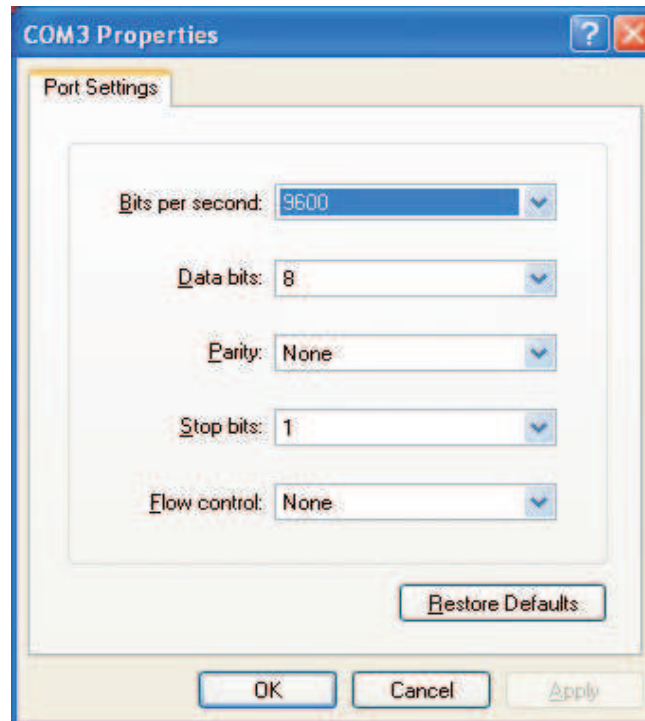 COM3 Properties
Port Settings
Bits per second: 9600
Data bits: 8
Parity: None
Stop bits: 1
Flow control: None
Restore Defaults
OK Cancel Apply